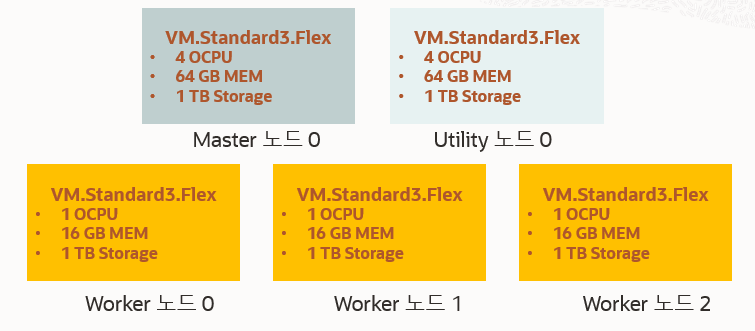 VM.Standard3.Flex
• 4 OCPU
• 64 GB MEM
• 1 TB Storage
Master 노드 0
VM.Standard3.Flex
• 4 OCPU
• 64 GB MEM
• 1 TB Storage
Utility 노드 0
VM.Standard3.Flex
• 1 OCPU
• 16 GB MEM
• 1 TB Storage
Worker 노드 0
VM.Standard3.Flex
• 1 OCPU
• 16 GB MEM
• 1 TB Storage
Worker 노드 1
VM.Standard3.Flex
• 1 OCPU
• 16 GB MEM
• 1 TB Storage
Worker 노드 2